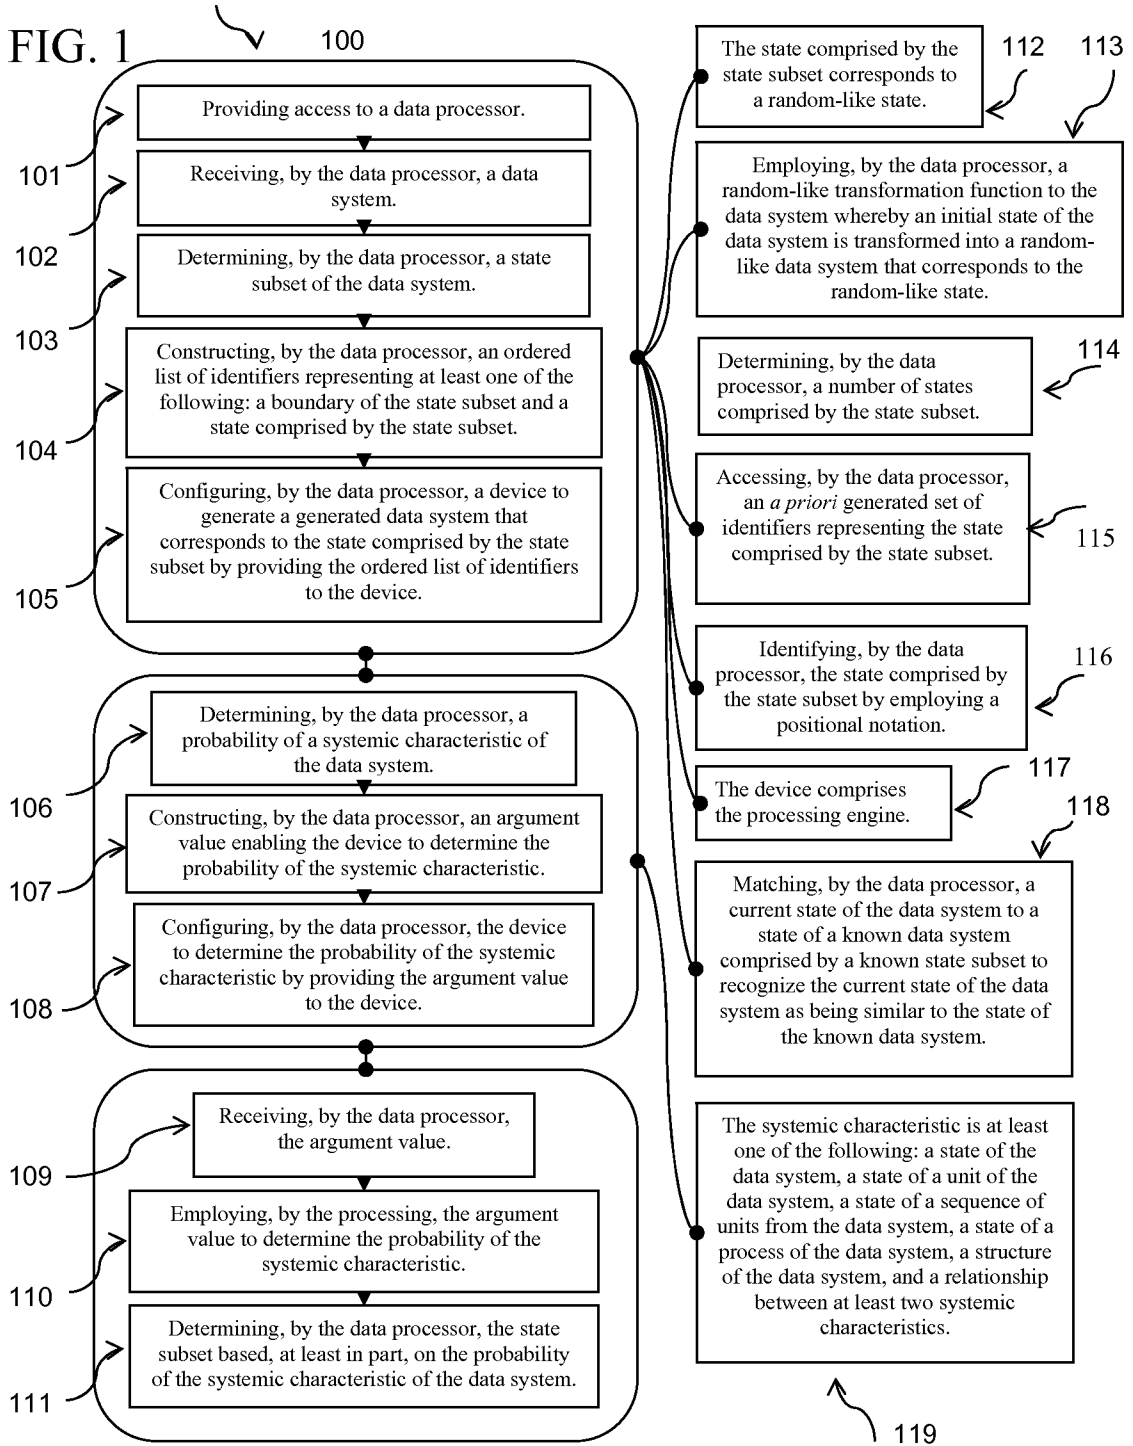 FIG. 1
100
Providing access to a data processor.
101
Receiving, by the data processor, a data
system.
102
Determining, by the data processor, a state
subset of the data system.
103
Constructing, by the data processor, an ordered
list of identifiers representing at least one of the
following: a boundary of the state subset and a
state comprised by the state subset.
104
Configuring, by the data processor, a device to
generate a generated data system that
corresponds to the state comprised by the state
subset by providing the ordered list of identifiers
to the device.
105
Determining, by the data processor, a
probability of a systemic characteristic of
the data system.
106
Constructing, by the data processor, an argument
value enabling the device to determine the
probability of the systemic characteristic.
107
Configuring, by the data processor, the device
to determine the probability of the systemic
characteristic by providing the argument value
to the device.
108
Receiving, by the data processor,
the argument value.
109
Employing, by the processing, the argument
value to determine the probability of the
systemic characteristic.
110
Determining, by the data processor, the state
subset based, at least in part, on the probability
of the systemic characteristic of the data system.
111
The state comprised by the
state subset corresponds to
a random-like state.
112
113
Employing, by the data processor, a
random-like transformation function to the
data system whereby an initial state of the
data system is transformed into a random-
like data system that corresponds to the
random-like state.
Determining, by the data
processor, a number of states
comprised by the state subset.
114
Accessing, by the data processor,
an a priori generated set of
identifiers representing the state
comprised by the state subset.
115
Identifying, by the data
processor, the state comprised by
the state subset by employing a
positional notation.
116
The device comprises
the processing engine.
117
118
Matching, by the data processor, a
current state of the data system to a
state of a known data system
comprised by a known state subset to
recognize the current state of the data
system as being similar to the state of
the known data system.
The systemic characteristic is at least
one of the following: a state of the
data system, a state of a unit of the
data system, a state of a sequence of
units from the data system, a state of a
process of the data system, a structure
of the data system, and a relationship
between at least two systemic
characteristics.
119